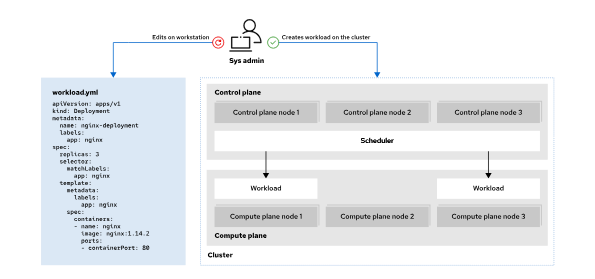 Edits on workstation
Creates workload on the cluster
Sys admin
workload.yml
apiVersion: apps/v1
kind: Deployment
metadata:
  name: nginx-deployment
  labels:
    app: nginx
spec:
  replicas: 3
  selector:
    matchLabels:
      app: nginx
  template:
    metadata:
      labels:
        app: nginx
    spec:
      containers:
      - name: nginx
        image: nginx:1.14.2
        ports:
        - containerPort: 80
Control plane
Control plane node 1
Control plane node 2
Control plane node 3
Scheduler
Workload
Workload
Compute plane node 1
Compute plane node 2
Compute plane node 3
Compute plane
Cluster